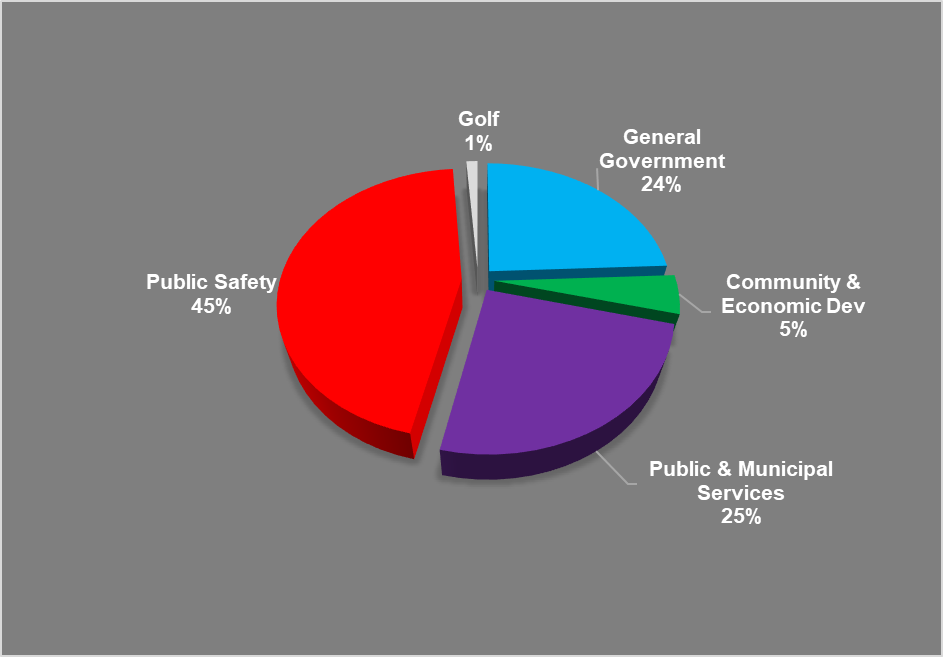 Golf
1%
General
Government
24%
Public Safety
45%
Community &
Economic Dev
5%
Public & Municipal
Services
25%